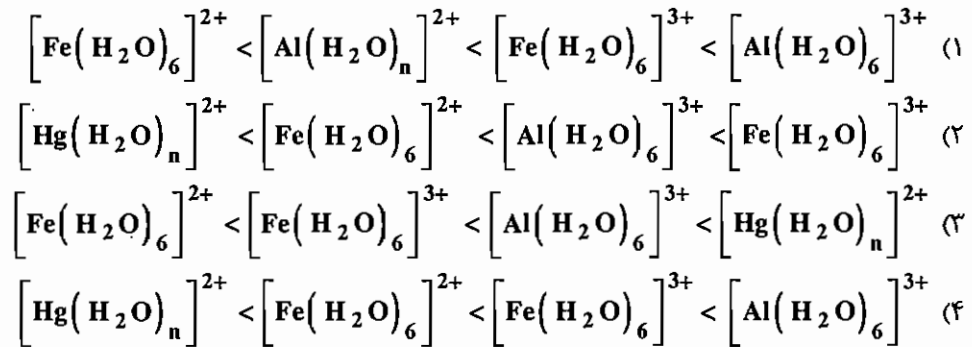 [Fe(H₂O)₆]²⁺ < [Al(H₂O)ₙ]²⁺ < [Fe(H₂O)₆]³⁺ < [Al(H₂O)₆]³⁺ (۱
[Hg(H₂O)ₙ]²⁺ < [Fe(H₂O)₆]²⁺ < [Al(H₂O)₆]³⁺ < [Fe(H₂O)₆]³⁺ (۲
[Fe(H₂O)₆]²⁺ < [Fe(H₂O)₆]³⁺ < [Al(H₂O)₆]³⁺ < [Hg(H₂O)ₙ]²⁺ (۳
[Hg(H₂O)ₙ]²⁺ < [Fe(H₂O)₆]²⁺ < [Fe(H₂O)₆]³⁺ < [Al(H₂O)₆]³⁺ (۴